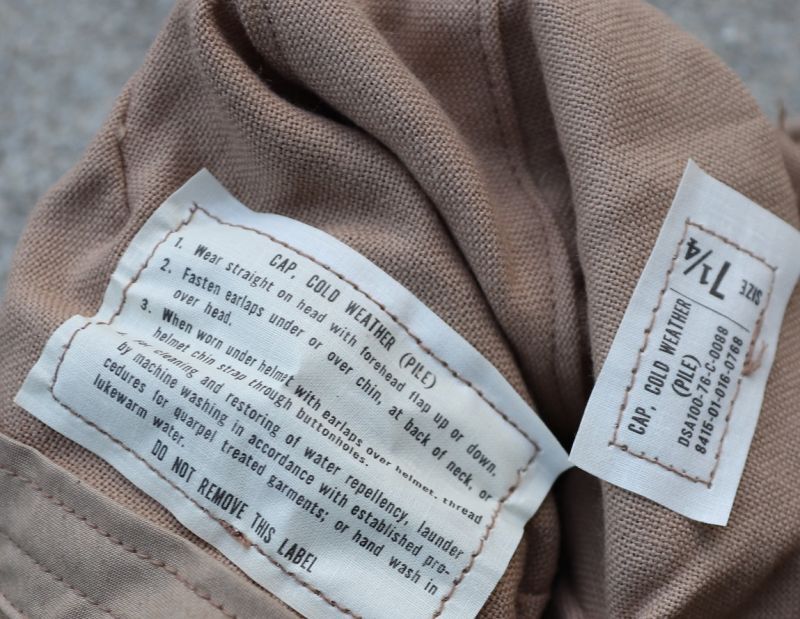 CAP, COLD WEATHER (PILE)
1. Wear straight on head with forehead flap up or down.
2. Fasten earlaps under or over chin, at back of neck, or
over head.
3. When worn under helmet with earlaps over helmet, thread
helmet chin strap through buttonholes.
for cleaning and restoring of water repellency, launder
by machine washing in accordance with established pro-
cedures for quarpel treated garments; or hand wash in
lukewarm water.
DO NOT REMOVE THIS LABEL
SIZE 7¼
CAP, COLD WEATHER
(PILE)
DSA100-76-C-0088
8415-01-016-0768